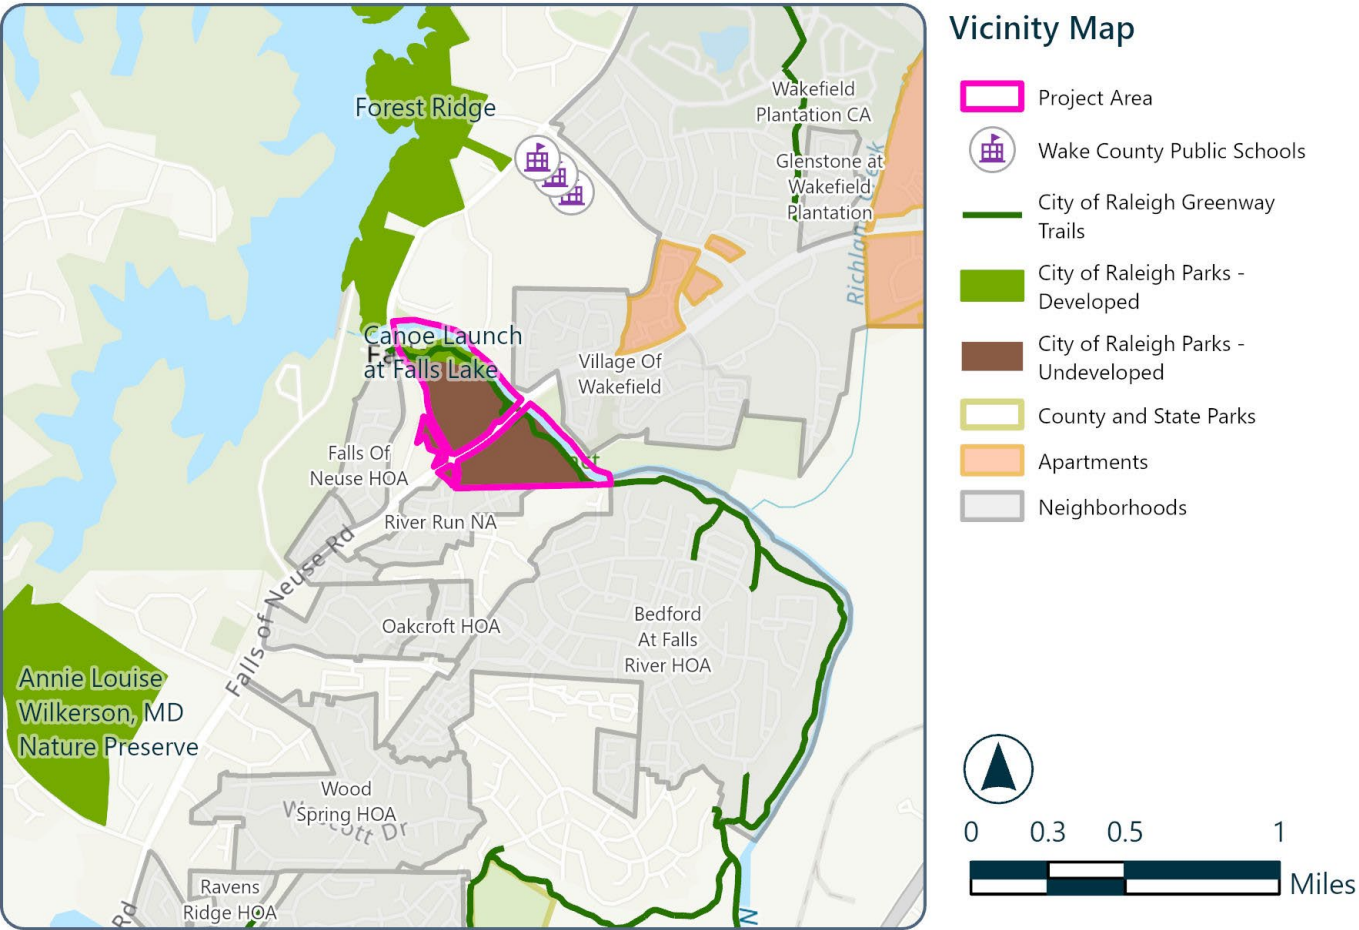 Vicinity Map
Project Area
Wake County Public Schools
City of Raleigh Greenway
Trails
City of Raleigh Parks -
Developed
City of Raleigh Parks -
Undeveloped
County and State Parks
Apartments
Neighborhoods
0 0.3 0.5 1
Miles
Forest Ridge
Wakefield
Plantation CA
Glenstone at
Wakefield
Plantation
Canoe Launch
at Falls Lake
Village Of
Wakefield
Falls Of
Neuse HOA
River Run NA
Falls of Neuse Rd
Oakcroft HOA
Bedford
At Falls
River HOA
Annie Louise
Wilkerson, MD
Nature Preserve
Wood
Spring HOA
Dr
Ravens
Ridge HOA
Rd
N